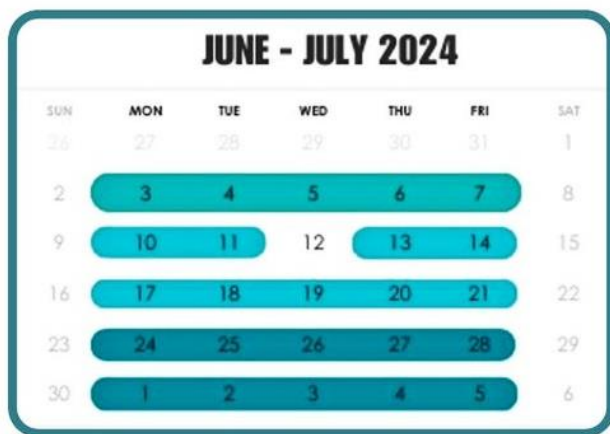 JUNE - JULY 2024
SUN MON TUE WED THU FRI SAT
26 27 28 29 30 31 1
2 3 4 5 6 7 8
9 10 11 12 13 14 15
16 17 18 19 20 21 22
23 24 25 26 27 28 29
30 1 2 3 4 5 6